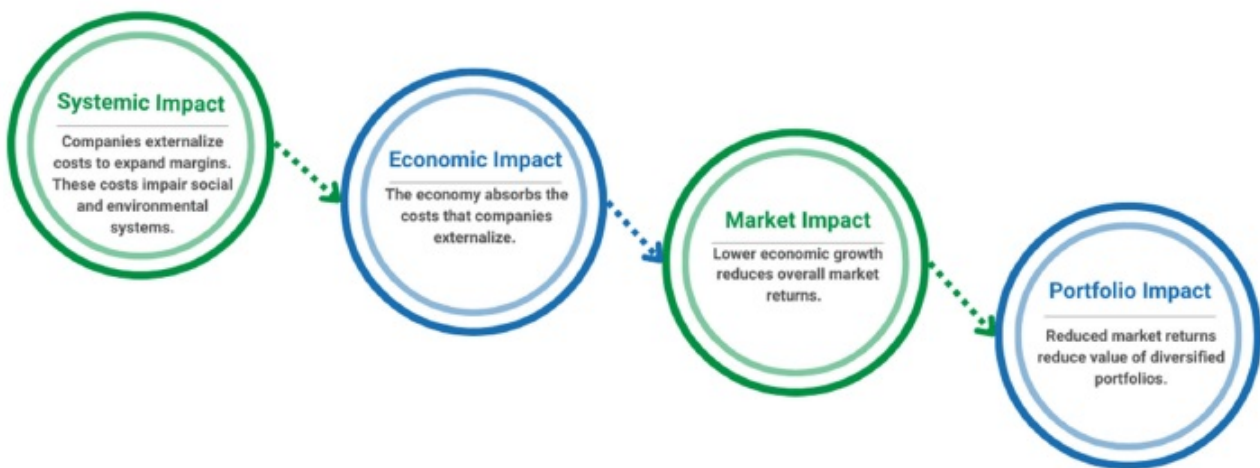 Systemic Impact
Companies externalize
costs to expand margins.
These costs impair social
and environmental
systems.
Economic Impact
The economy absorbs the
costs that companies
externalize.
Market Impact
Lower economic growth
reduces overall market
returns.
Portfolio Impact
Reduced market returns
reduce value of diversified
portfolios.